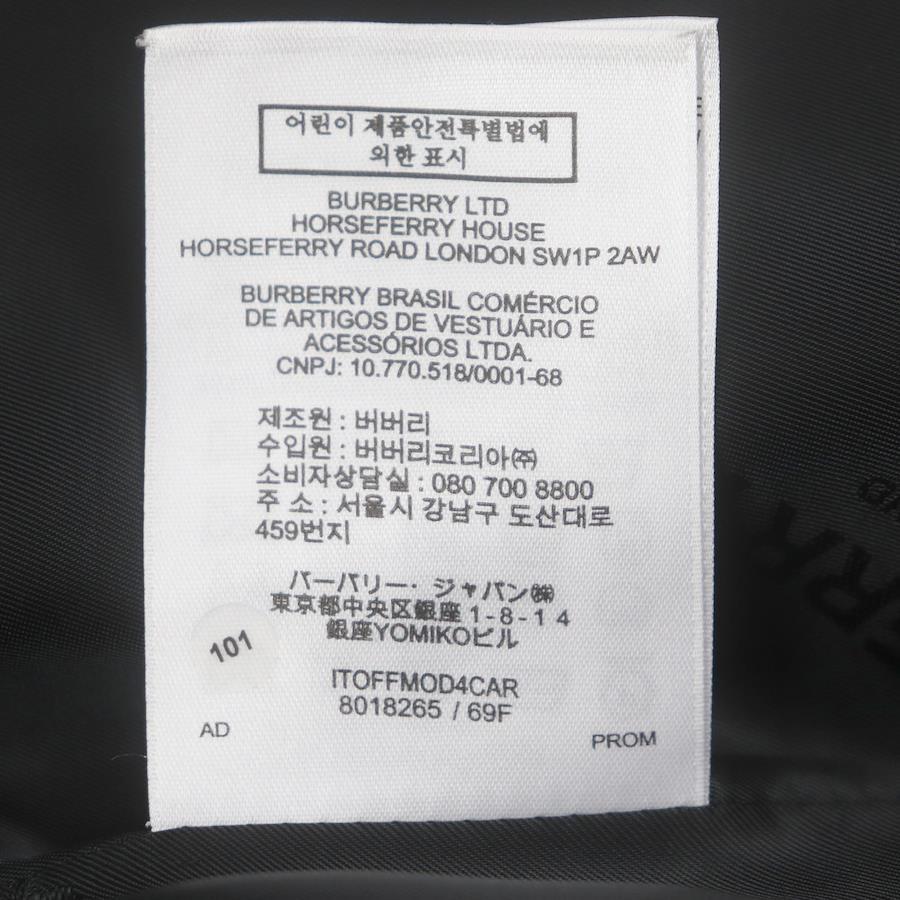 어린이 제품안전특별법에
의한 표시
BURBERRY LTD
HORSEFERRY HOUSE
HORSEFERRY ROAD LONDON SW1P 2AW
BURBERRY BRASIL COMÉRCIO
DE ARTIGOS DE VESTUÁRIO E
ACESSÓRIOS LTDA.
CNPJ: 10.770.518/0001-68
제조원 : 버버리
수입원 : 버버리코리아㈜
소비자상담실 : 080 700 8800
주 소 : 서울시 강남구 도산대로
459번지
バーバリー・ジャパン㈱
東京都中央区銀座 1-8-1 4
銀座YOMIKOビル
101
ITOFFMOD4CAR
8018265 / 69F
AD
PROM